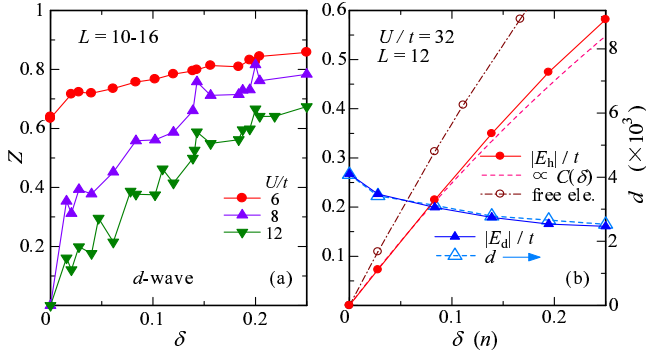 L = 10-16
1
0.8
0.6
0.4
0.2
0
Z
U/t
6
8
12
d-wave
(a)
0
0.1
0.2
δ
U / t = 32
L = 12
0.6
0.5
0.4
0.3
0.2
0.1
0
|E_h| / t
∝ C(δ)
free ele.
|E_d| / t
d
(b)
0
0.1
0.2
δ (n)
8
6
4
2
0
d (×10³)